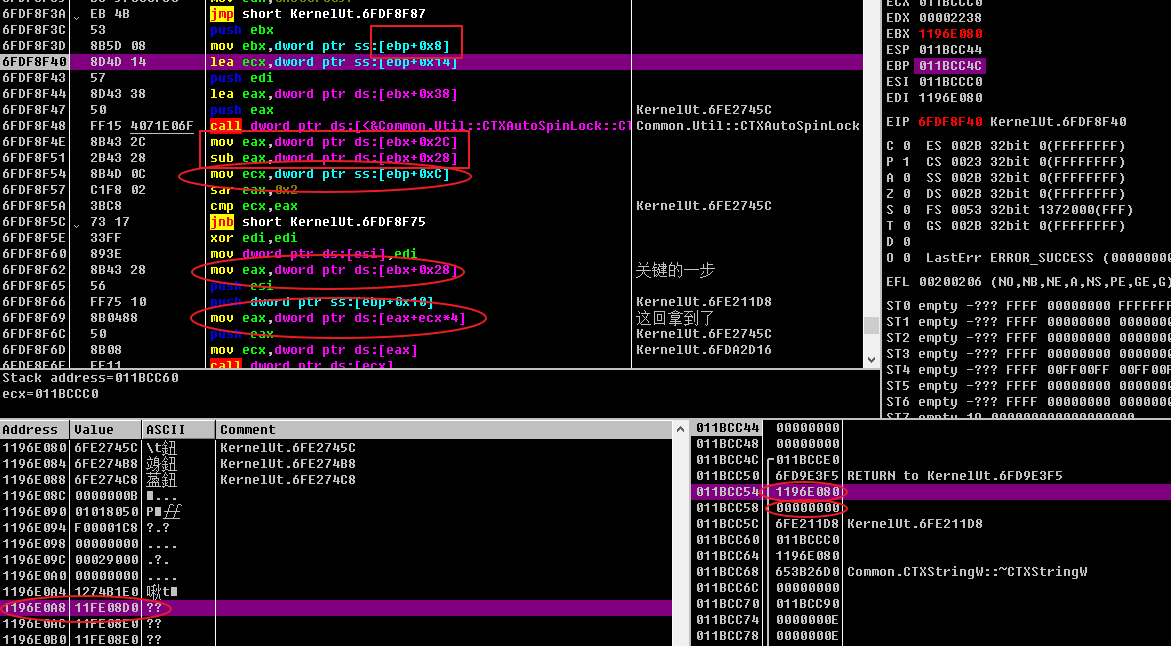 6FDF8F3A EB 4B jmp short KernelUt.6FDF8F87
6FDF8F3C 53 push ebx
6FDF8F3D 8B5D 08 mov ebx,dword ptr ss:[ebp+0x8]
6FDF8F40 8D4D 14 lea ecx,dword ptr ss:[ebp+0x14]
6FDF8F43 57 push edi
6FDF8F44 8D43 38 lea eax,dword ptr ds:[ebx+0x38]
6FDF8F47 50 push eax KernelUt.6FE2745C
6FDF8F48 FF15 4071E06F call dword ptr ds:[<&Common.Util::CTXAutoSpinLock::CT Common.Util::CTXAutoSpinLock
6FDF8F4E 8B43 2C mov eax,dword ptr ds:[ebx+0x2C]
6FDF8F51 2B43 28 sub eax,dword ptr ds:[ebx+0x28]
6FDF8F54 8B4D 0C mov ecx,dword ptr ss:[ebp+0xC]
6FDF8F57 C1F8 02 sar eax,0x2
6FDF8F5A 3BC8 cmp ecx,eax KernelUt.6FE2745C
6FDF8F5C 73 17 jnb short KernelUt.6FDF8F75
6FDF8F5E 33FF xor edi,edi
6FDF8F60 893E mov dword ptr ds:[esi],edi
6FDF8F62 8B43 28 mov eax,dword ptr ds:[ebx+0x28] 关键的一步
6FDF8F65 56 push esi
6FDF8F66 FF75 10 push dword ptr ss:[ebp+0x10] KernelUt.6FE211D8
6FDF8F69 8B0488 mov eax,dword ptr ds:[eax+ecx*4] 这回拿到了
6FDF8F6C 50 push eax KernelUt.6FE2745C
6FDF8F6D 8B08 mov ecx,dword ptr ds:[eax] KernelUt.6FDA2D16
6FDF8F6F FF11 call dword ptr ds:[ecx]
Stack address=011BCC60
ecx=011BCCC0
ECX 011BCCC0
EDX 00002238
EBX 1196E080
ESP 011BCC44
EBP 011BCC4C
ESI 011BCCC0
EDI 1196E080
EIP 6FDF8F40 KernelUt.6FDF8F40
C 0 ES 002B 32bit 0(FFFFFFFF)
P 1 CS 0023 32bit 0(FFFFFFFF)
A 0 SS 002B 32bit 0(FFFFFFFF)
Z 0 DS 002B 32bit 0(FFFFFFFF)
S 0 FS 0053 32bit 1372000(FFF)
T 0 GS 002B 32bit 0(FFFFFFFF)
D 0
O 0 LastErr ERROR_SUCCESS (00000000
EFL 00200206 (NO,NB,NE,A,NS,PE,GE,G)
ST0 empty -??? FFFF 00000000 FFFFFFF
ST1 empty -??? FFFF 00000000 0000000
ST2 empty -??? FFFF 00000000 0000000
ST3 empty -??? FFFF 00000000 0000000
ST4 empty -??? FFFF 00FF00FF 00FF00F
ST5 empty -??? FFFF 00000000 0000000
ST6 empty -??? FFFF 00000000 0000000
Address Value ASCII Comment
1196E080 6FE2745C \t鈕 KernelUt.6FE2745C
1196E084 6FE274B8 KernelUt.6FE274B8
1196E088 6FE274C8 KernelUt.6FE274C8
1196E08C 0000000B ...
1196E090 01018050
1196E094 F00001C8 ?.?
1196E098 00000000 ....
1196E09C 00029000 .?.
1196E0A0 00000000 ....
1196E0A4 1274B1E0
1196E0A8 11FE08D0 ??
1196E0AC 11FE08E0 ??
1196E0B0 11FE08E0 ??
011BCC44 00000000
011BCC48 00000000
011BCC4C 011BCCE0
011BCC50 6FD9E3F5 RETURN to KernelUt.6FD9E3F5
011BCC54 1196E080
011BCC58 00000000
011BCC5C 6FE211D8 KernelUt.6FE211D8
011BCC60 011BCCC0
011BCC64 1196E080
011BCC68 653B26D0 Common.CTXStringW::~CTXStringW
011BCC6C 00000000
011BCC70 011BCC90
011BCC74 0000000E
011BCC78 0000000E